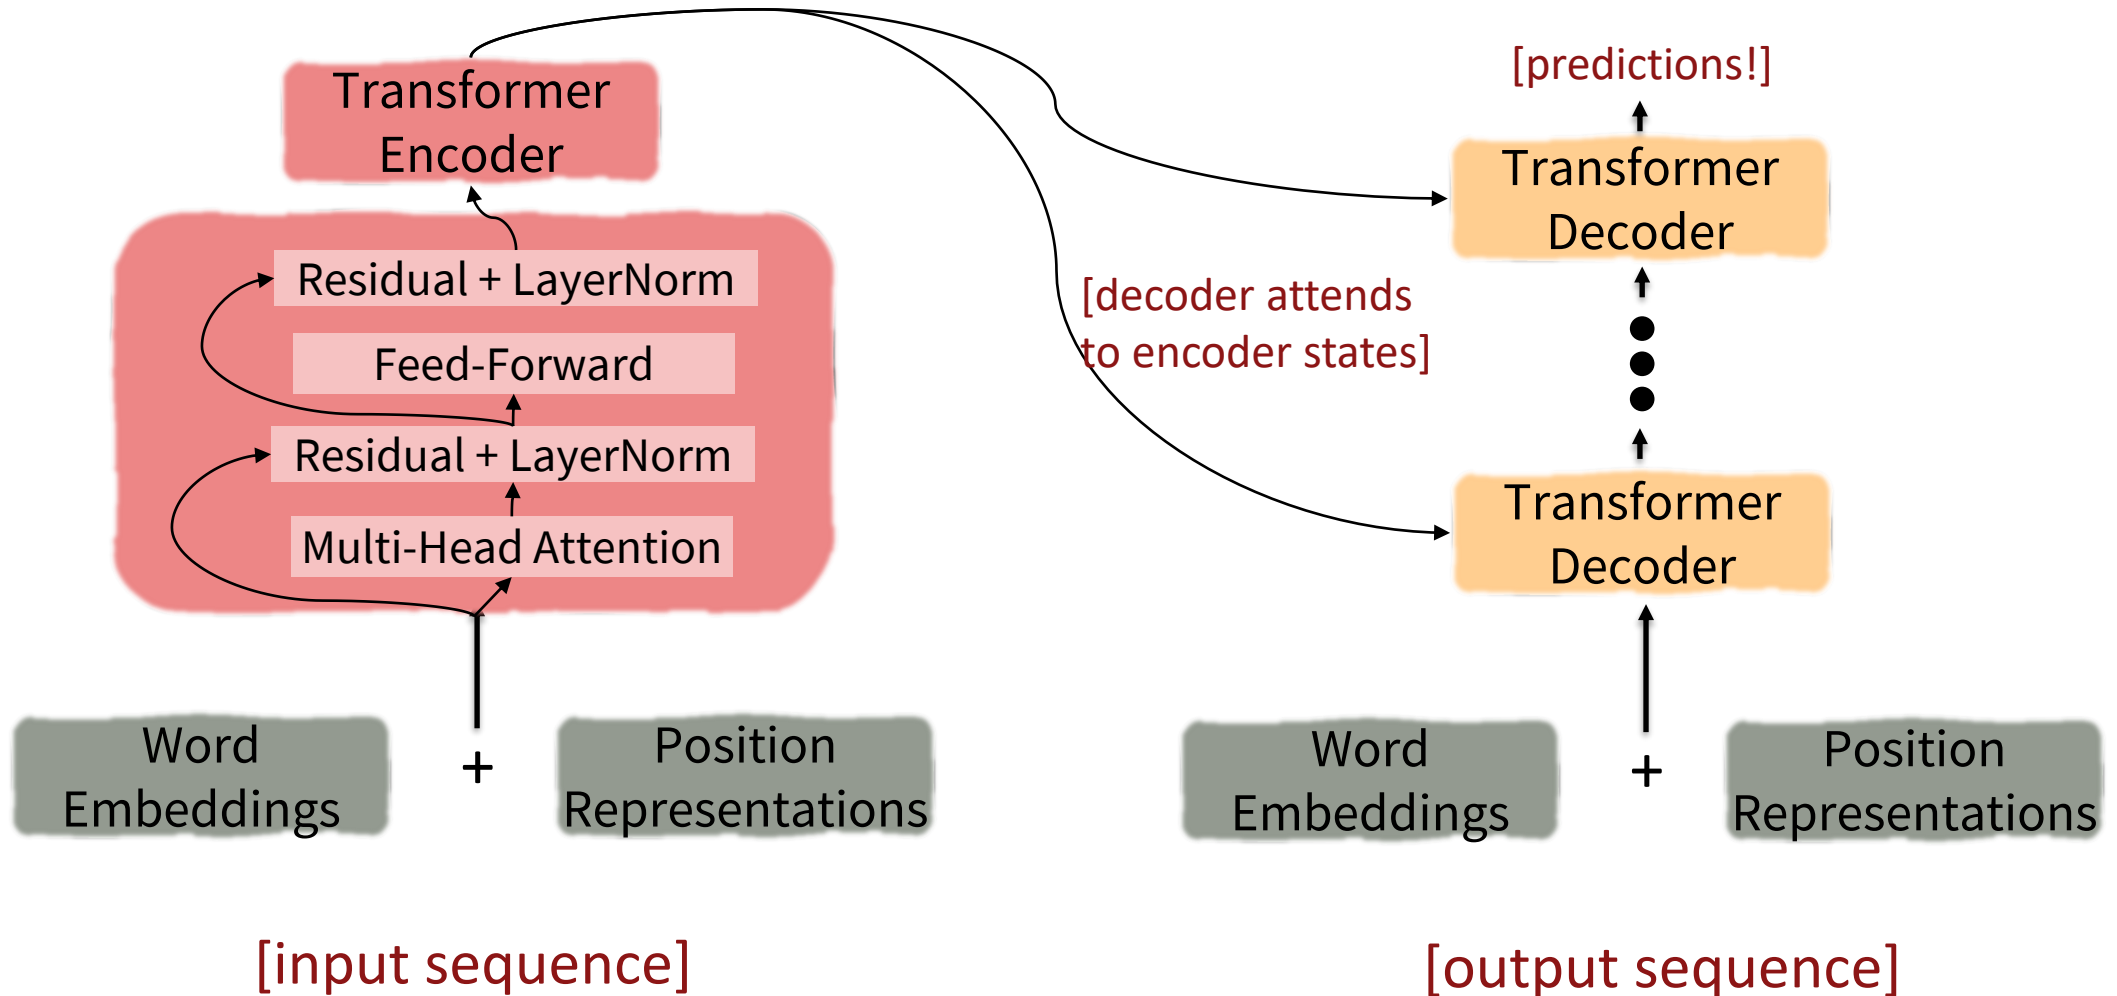 Transformer
Encoder
Residual + LayerNorm
Feed-Forward
Residual + LayerNorm
Multi-Head Attention
Word
Embeddings
+
Position
Representations
[input sequence]
[decoder attends
to encoder states]
[predictions!]
Transformer
Decoder
Transformer
Decoder
Word
Embeddings
+
Position
Representations
[output sequence]